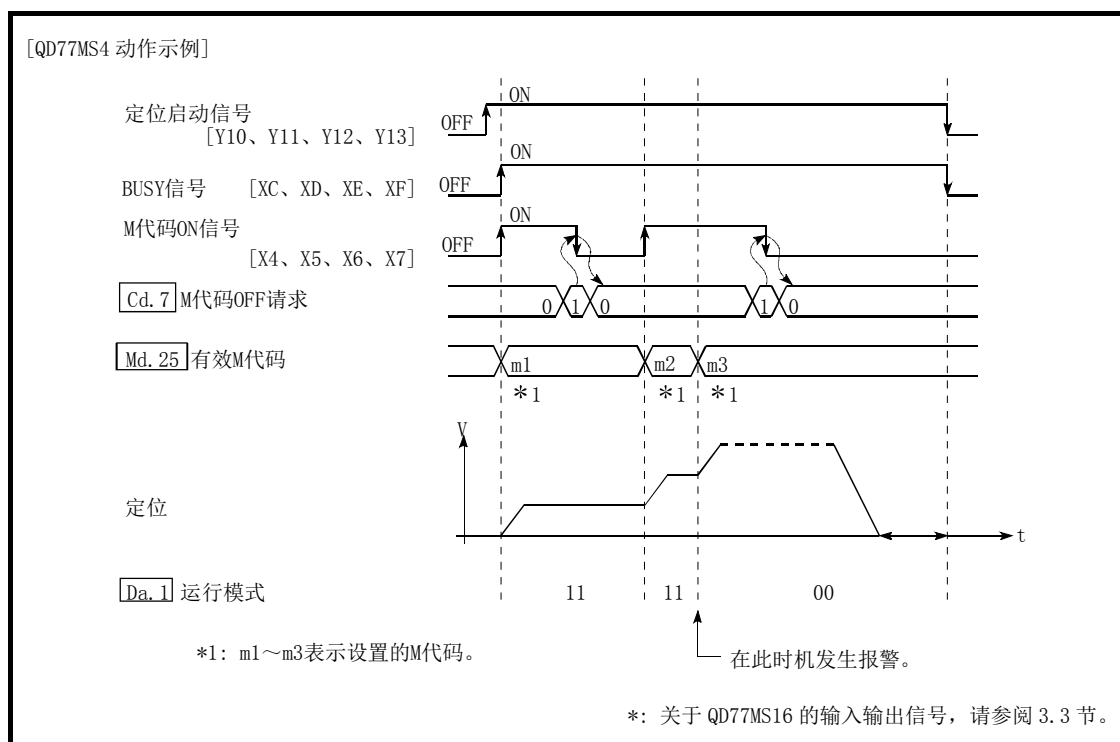 [QD77MS4 动作示例]
ON
定位启动信号
[Y10、Y11、Y12、Y13]
OFF
ON
BUSY信号 [XC、XD、XE、XF]
OFF
ON
M代码ON信号
[X4、X5、X6、X7]
OFF
Cd.7 M代码OFF请求
0 1 0 1 0
Md.25 有效M代码
m1 m2 m3
*1 *1 *1
V
定位
t
Da.1 运行模式
11 11 00
*1: m1～m3表示设置的M代码。
在此时机发生报警。
*: 关于 QD77MS16 的输入输出信号，请参阅 3.3 节。